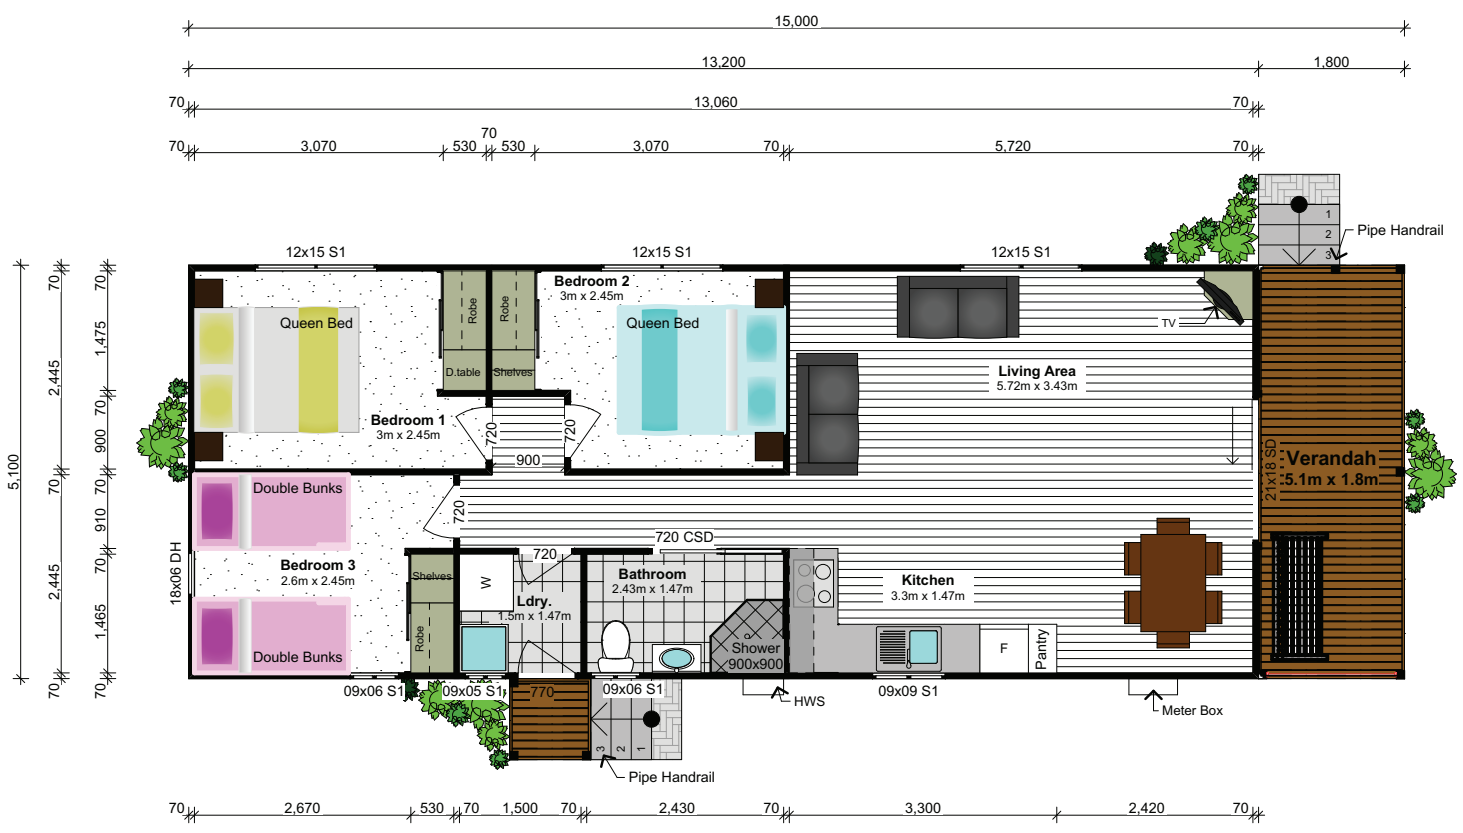 15,000
13,200 1,800
70 13,060 70
70 3,070 530 70 530 3,070 70 5,720 70
1
2
3
Pipe Handrail
12x15 S1 12x15 S1 12x15 S1
5,100
70 2,445 70 2,445 70
70 1,475 70 900 70 910 70 1,465 70
Queen Bed
Robe
D.table
Bedroom 1
3m x 2.45m
720
Robe
Shelves
Bedroom 2
3m x 2.45m
Queen Bed
720
900
TV
Living Area
5.72m x 3.43m
21x18 SD
Verandah
5.1m x 1.8m
Double Bunks
720
18x06 DH
Bedroom 3
2.6m x 2.45m
Shelves
Robe
Double Bunks
720
W
Ldry.
1.5m x 1.47m
720 CSD
Bathroom
2.43m x 1.47m
Shower
900x900
Kitchen
3.3m x 1.47m
F
Pantry
09x06 S1 09x05 S1 770 09x06 S1 09x09 S1
HWS
Meter Box
3 2 1
Pipe Handrail
70 2,670 530 70 1,500 70 2,430 70 3,300 2,420 70